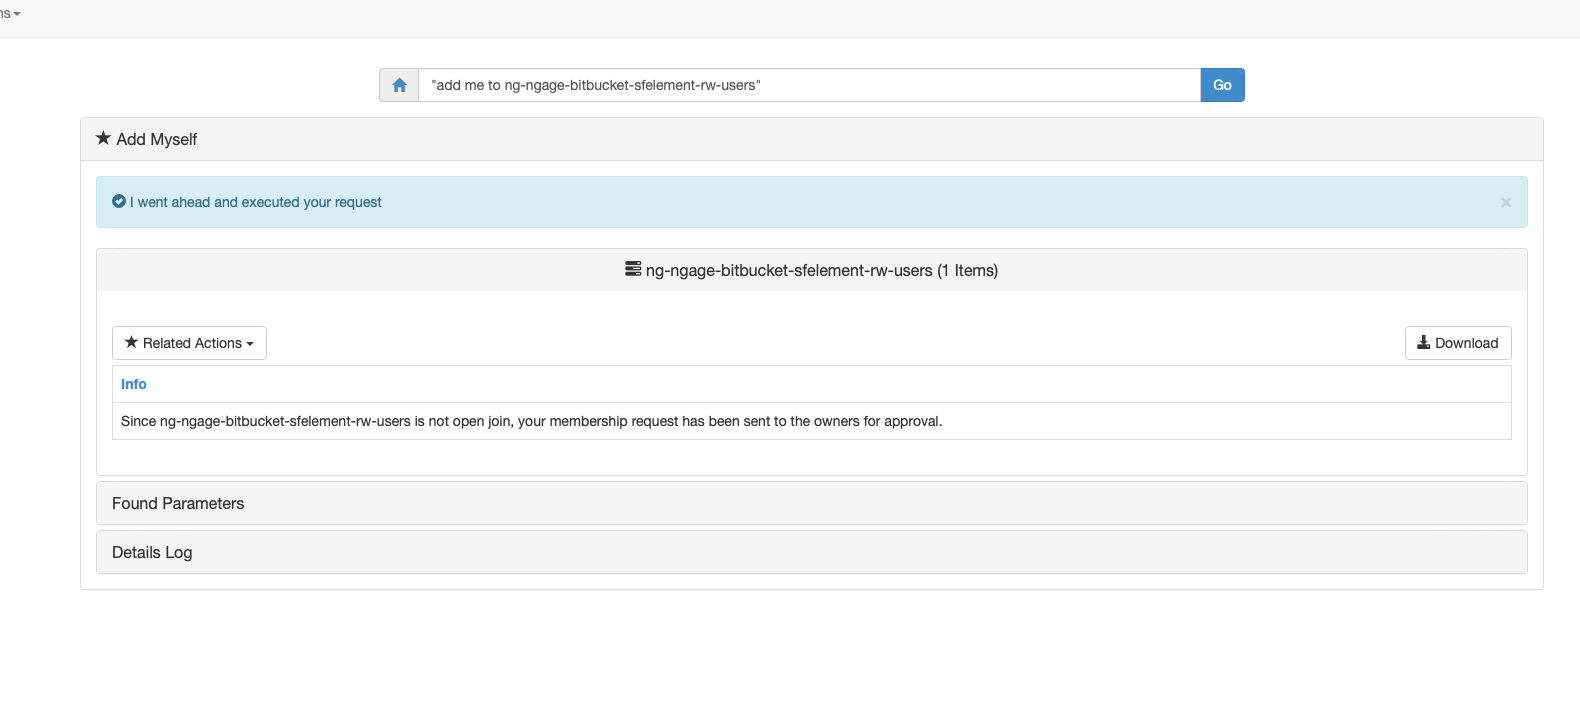 "add me to ng-ngage-bitbucket-sfelement-rw-users"
Go
Add Myself
I went ahead and executed your request
×
ng-ngage-bitbucket-sfelement-rw-users (1 Items)
Related Actions
Download
Info
Since ng-ngage-bitbucket-sfelement-rw-users is not open join, your membership request has been sent to the owners for approval.
Found Parameters
Details Log